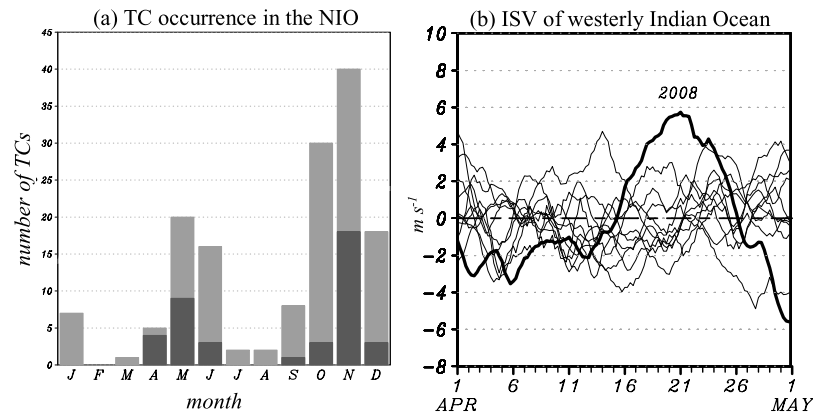 (a) TC occurrence in the NIO
number of TCs
45
40
35
30
25
20
15
10
5
0
J F M A M J J A S O N D
month
(b) ISV of westerly Indian Ocean
m s⁻¹
10
8
6
4
2
0
−2
−4
−6
−8
2008
1 6 11 16 21 26 1
APR MAY